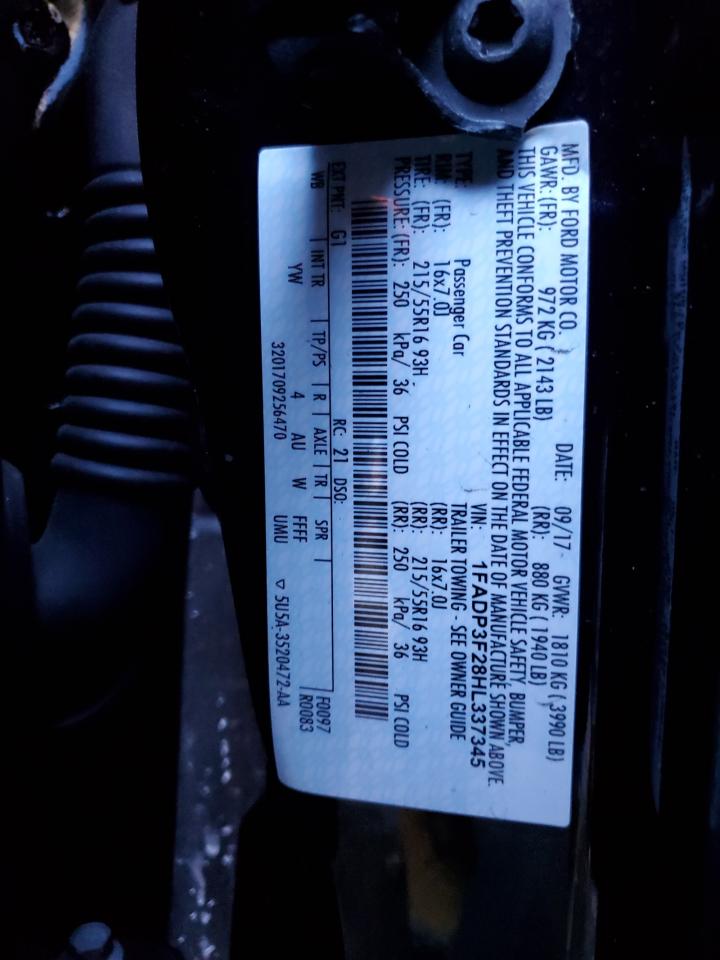 MFD. BY FORD MOTOR CO.
DATE: 09/17 GVWR: 1810 KG ( 3990 LB)
GAWR: (FR): 972 KG ( 2143 LB) (RR): 880 KG ( 1940 LB)
THIS VEHICLE CONFORMS TO ALL APPLICABLE FEDERAL MOTOR VEHICLE SAFETY, BUMPER,
AND THEFT PREVENTION STANDARDS IN EFFECT ON THE DATE OF MANUFACTURE SHOWN ABOVE.
VIN: 1FADP3F28HL337345
TYPE: Passenger Car TRAILER TOWING - SEE OWNER GUIDE
RIM: (FR): 16x7.0J (RR): 16x7.0J
TIRE: (FR): 215/55R16 93H (RR): 215/55R16 93H
PRESSURE: (FR): 250 kPa/ 36 PSI COLD (RR): 250 kPa/ 36 PSI COLD
EXT PNT: G1 RC: 21 DSO: F0097
WB | INT TR | TP/PS | R | AXLE | TR | SPR | R0083
YW 4 AU W FFFF
UMU
3201709256470 ▽ 5U5A-3520472-AA